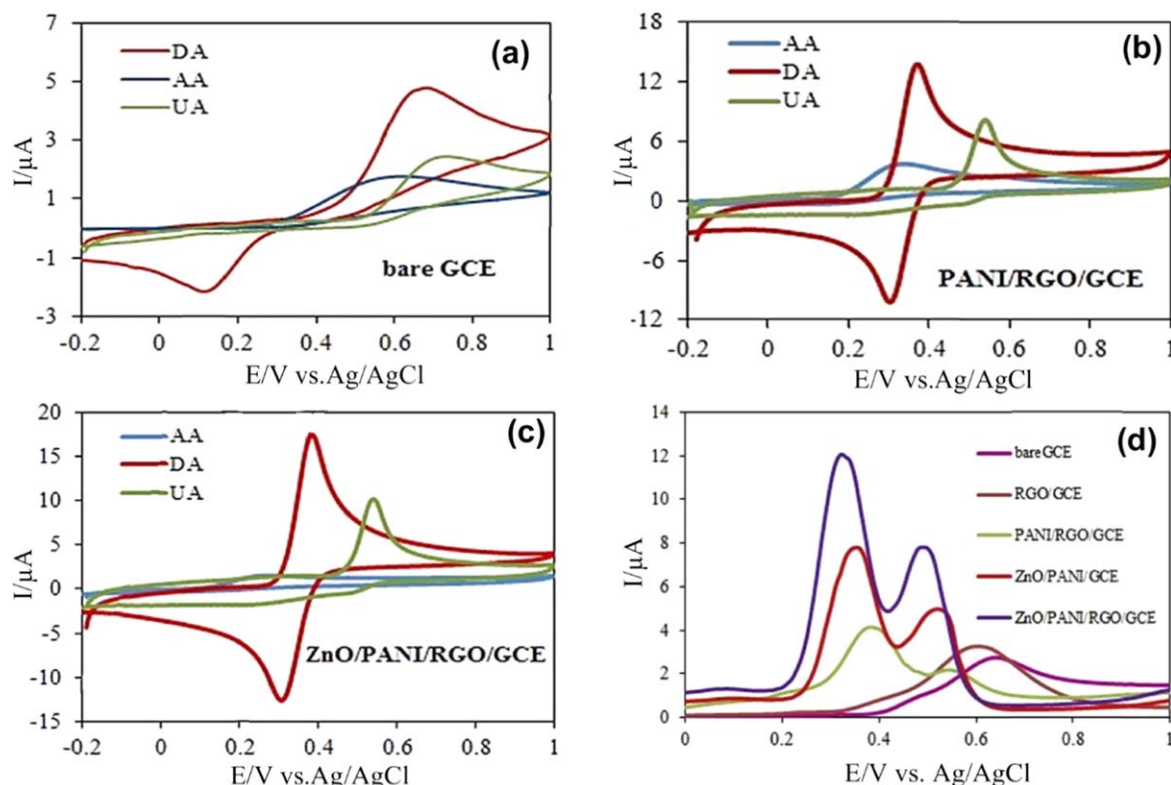 (a)
7
5
3
1
-1
-3
I/µA
DA
AA
UA
bare GCE
-0.2 0 0.2 0.4 0.6 0.8 1
E/V vs.Ag/AgCl
(b)
18
12
6
0
-6
-12
I/µA
AA
DA
UA
PANI/RGO/GCE
-0.2 0 0.2 0.4 0.6 0.8 1
E/V vs.Ag/AgCl
(c)
20
15
10
5
0
-5
-10
-15
I/µA
AA
DA
UA
ZnO/PANI/RGO/GCE
-0.2 0 0.2 0.4 0.6 0.8 1
E/V vs.Ag/AgCl
(d)
14
12
10
8
6
4
2
0
I/µA
bare GCE
RGO/GCE
PANI/RGO/GCE
ZnO/PANI/GCE
ZnO/PANI/RGO/GCE
0 0.2 0.4 0.6 0.8 1
E/V vs. Ag/AgCl